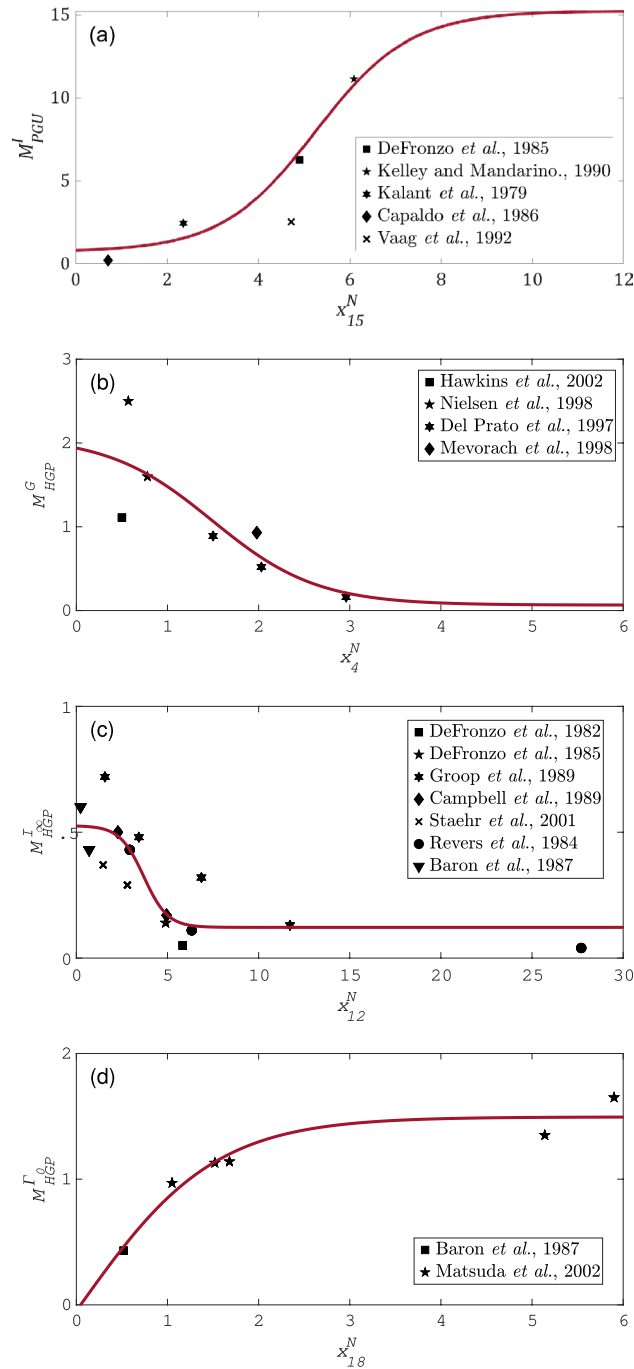 (a)
15
10
5
0
M^I_PGU
0 2 4 6 8 10 12
x^N_15
DeFronzo et al., 1985
Kelley and Mandarino., 1990
Kalant et al., 1979
Capaldo et al., 1986
Vaag et al., 1992
(b)
3
2
1
0
M^G_HGP
0 1 2 3 4 5 6
x^N_4
Hawkins et al., 2002
Nielsen et al., 1998
Del Prato et al., 1997
Mevorach et al., 1998
(c)
1
.5
0
M^I∞_HGP
0 5 10 15 20 25 30
x^N_12
DeFronzo et al., 1982
DeFronzo et al., 1985
Groop et al., 1989
Campbell et al., 1989
Staehr et al., 2001
Revers et al., 1984
Baron et al., 1987
(d)
2
1
0
M^Γ0_HGP
0 1 2 3 4 5 6
x^N_18
Baron et al., 1987
Matsuda et al., 2002